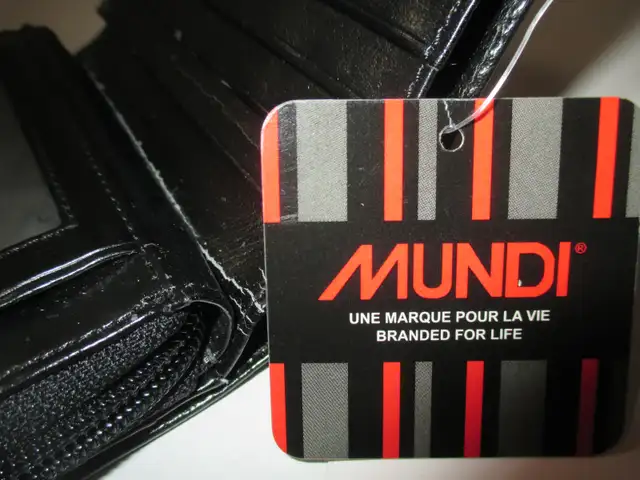 MUNDI®
UNE MARQUE POUR LA VIE
BRANDED FOR LIFE